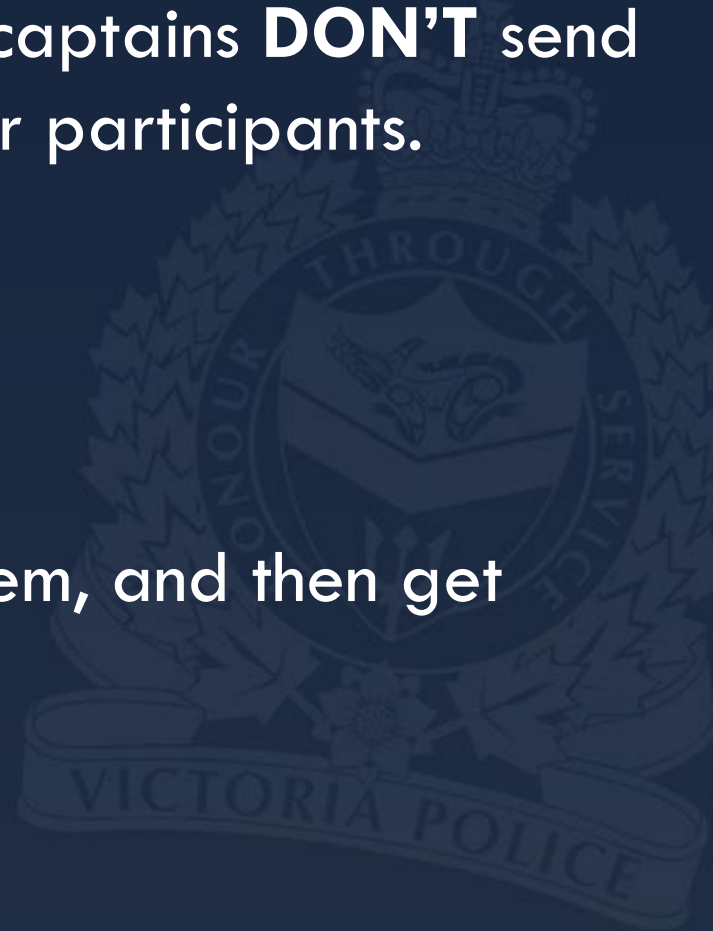 captains DON’T send
r participants.
THROUGH
HONOUR
SERVICE
em, and then get
VICTORIA POLICE